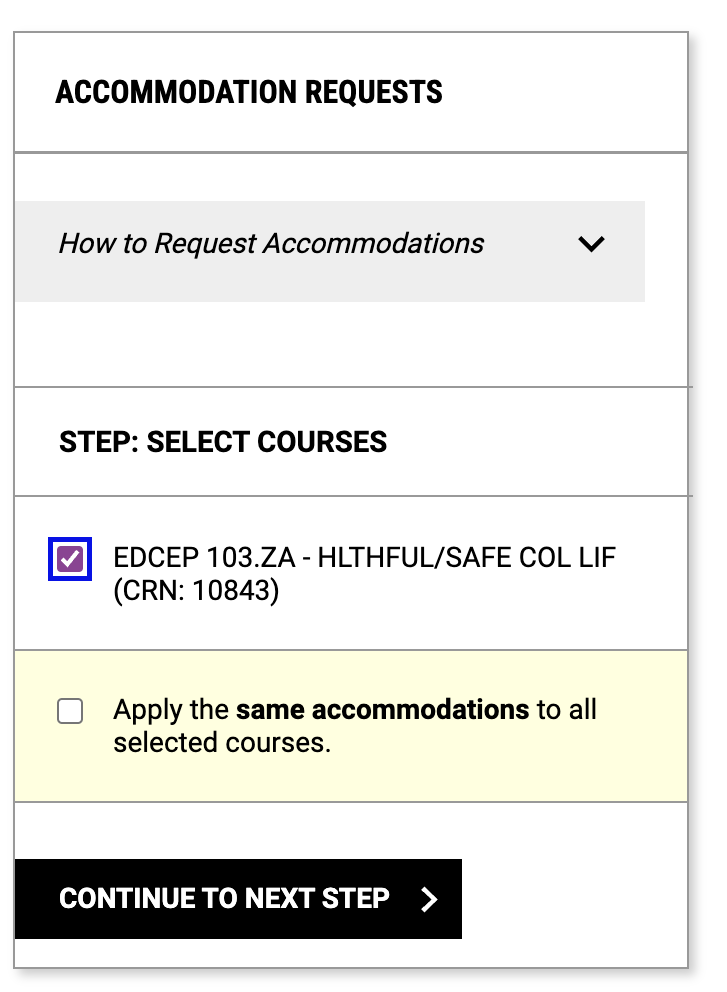 ACCOMMODATION REQUESTS
How to Request Accommodations
STEP: SELECT COURSES
EDCEP 103.ZA - HLTHFUL/SAFE COL LIF
(CRN: 10843)
Apply the same accommodations to all
selected courses.
CONTINUE TO NEXT STEP